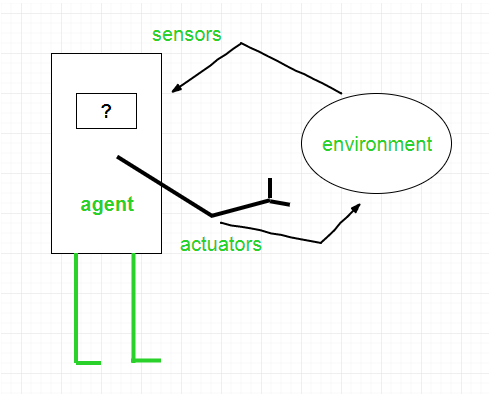 sensors
?
environment
agent
actuators